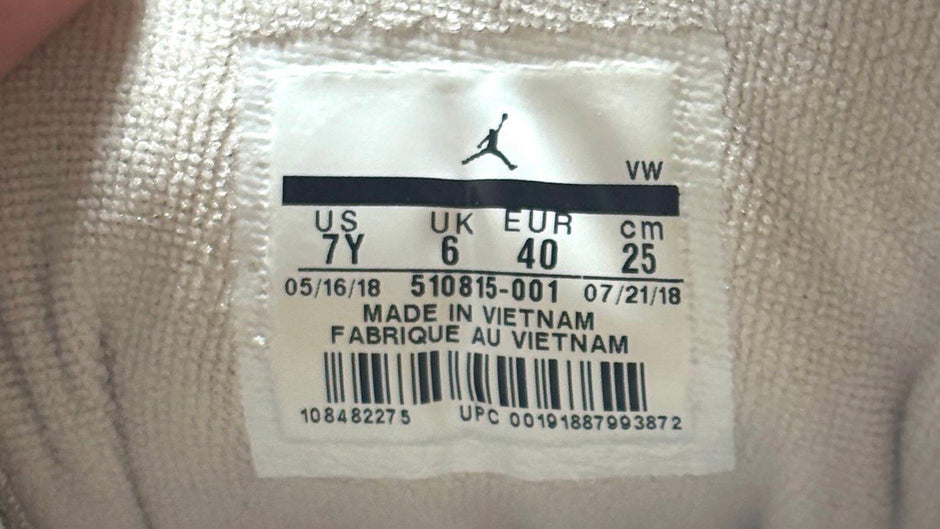 VW
US UK EUR cm
7Y 6 40 25
05/16/18 510815-001 07/21/18
MADE IN VIETNAM
FABRIQUE AU VIETNAM
108482275 UPC 00191887993872